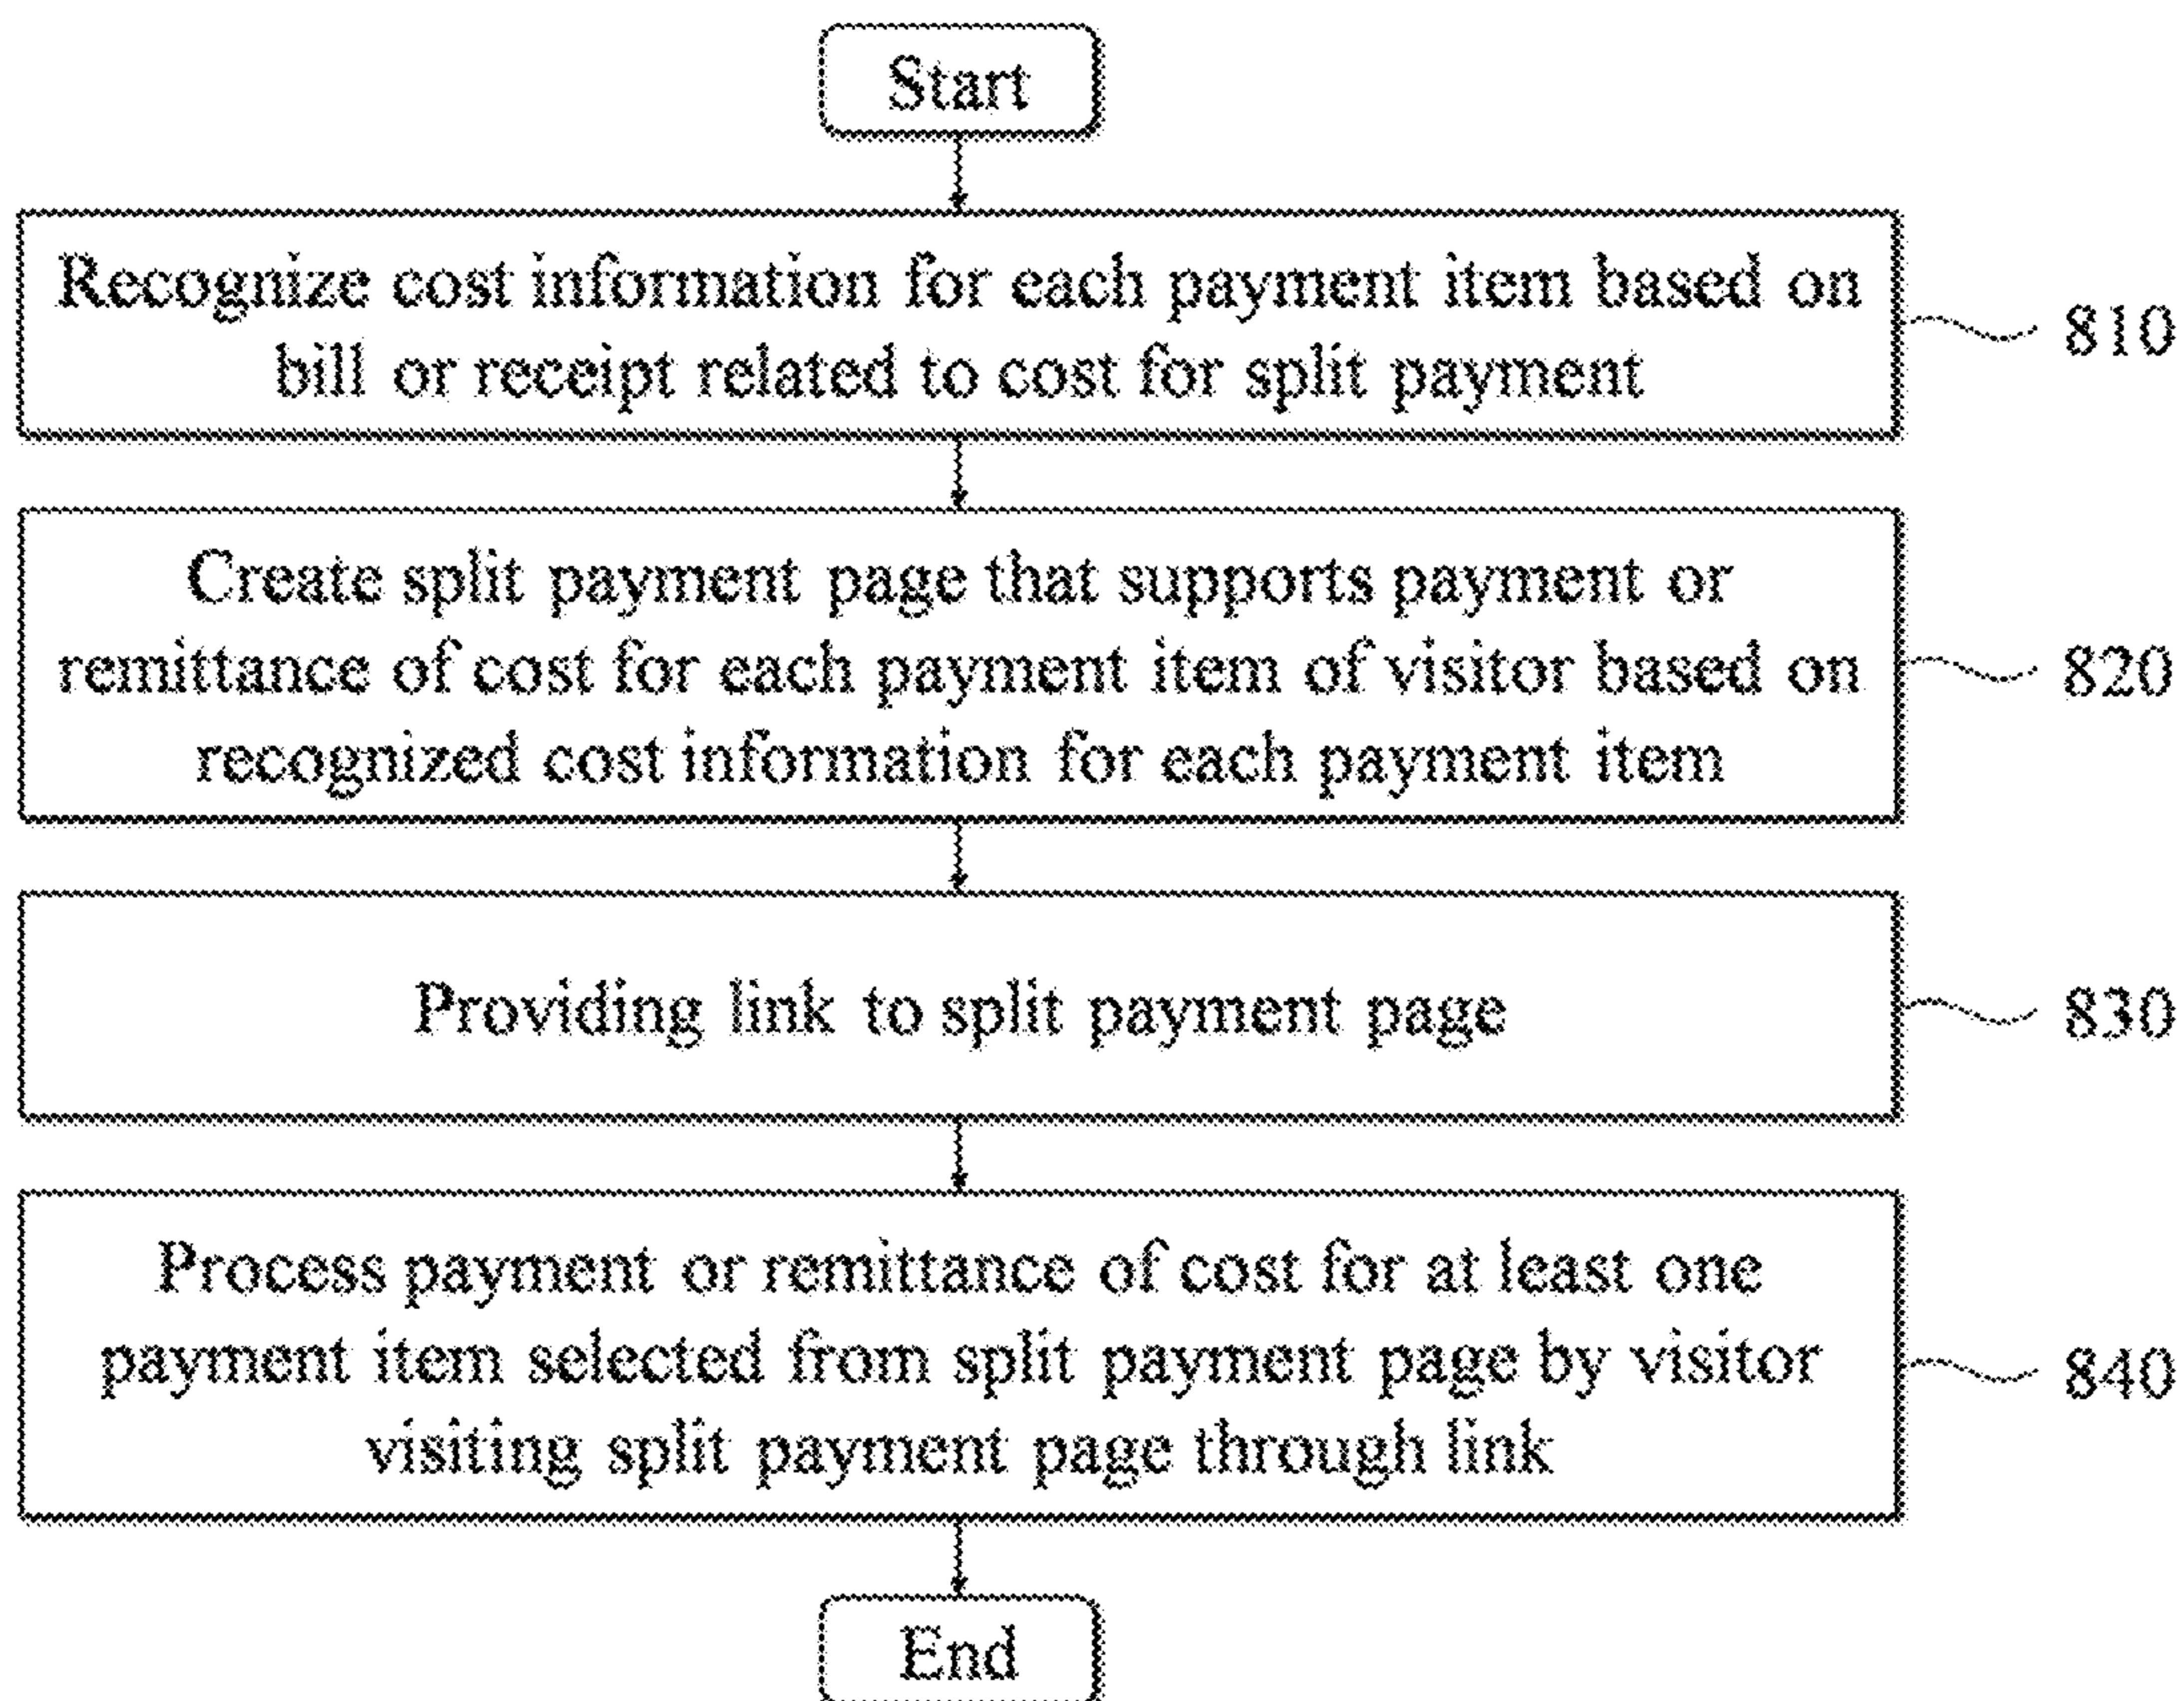 Start
Recognize cost information for each payment item based on
bill or receipt related to cost for split payment
810
Create split payment page that supports payment or
remittance of cost for each payment item of visitor based on
recognized cost information for each payment item
820
Providing link to split payment page
830
Process payment or remittance of cost for at least one
payment item selected from split payment page by visitor
visiting split payment page through link
840
End